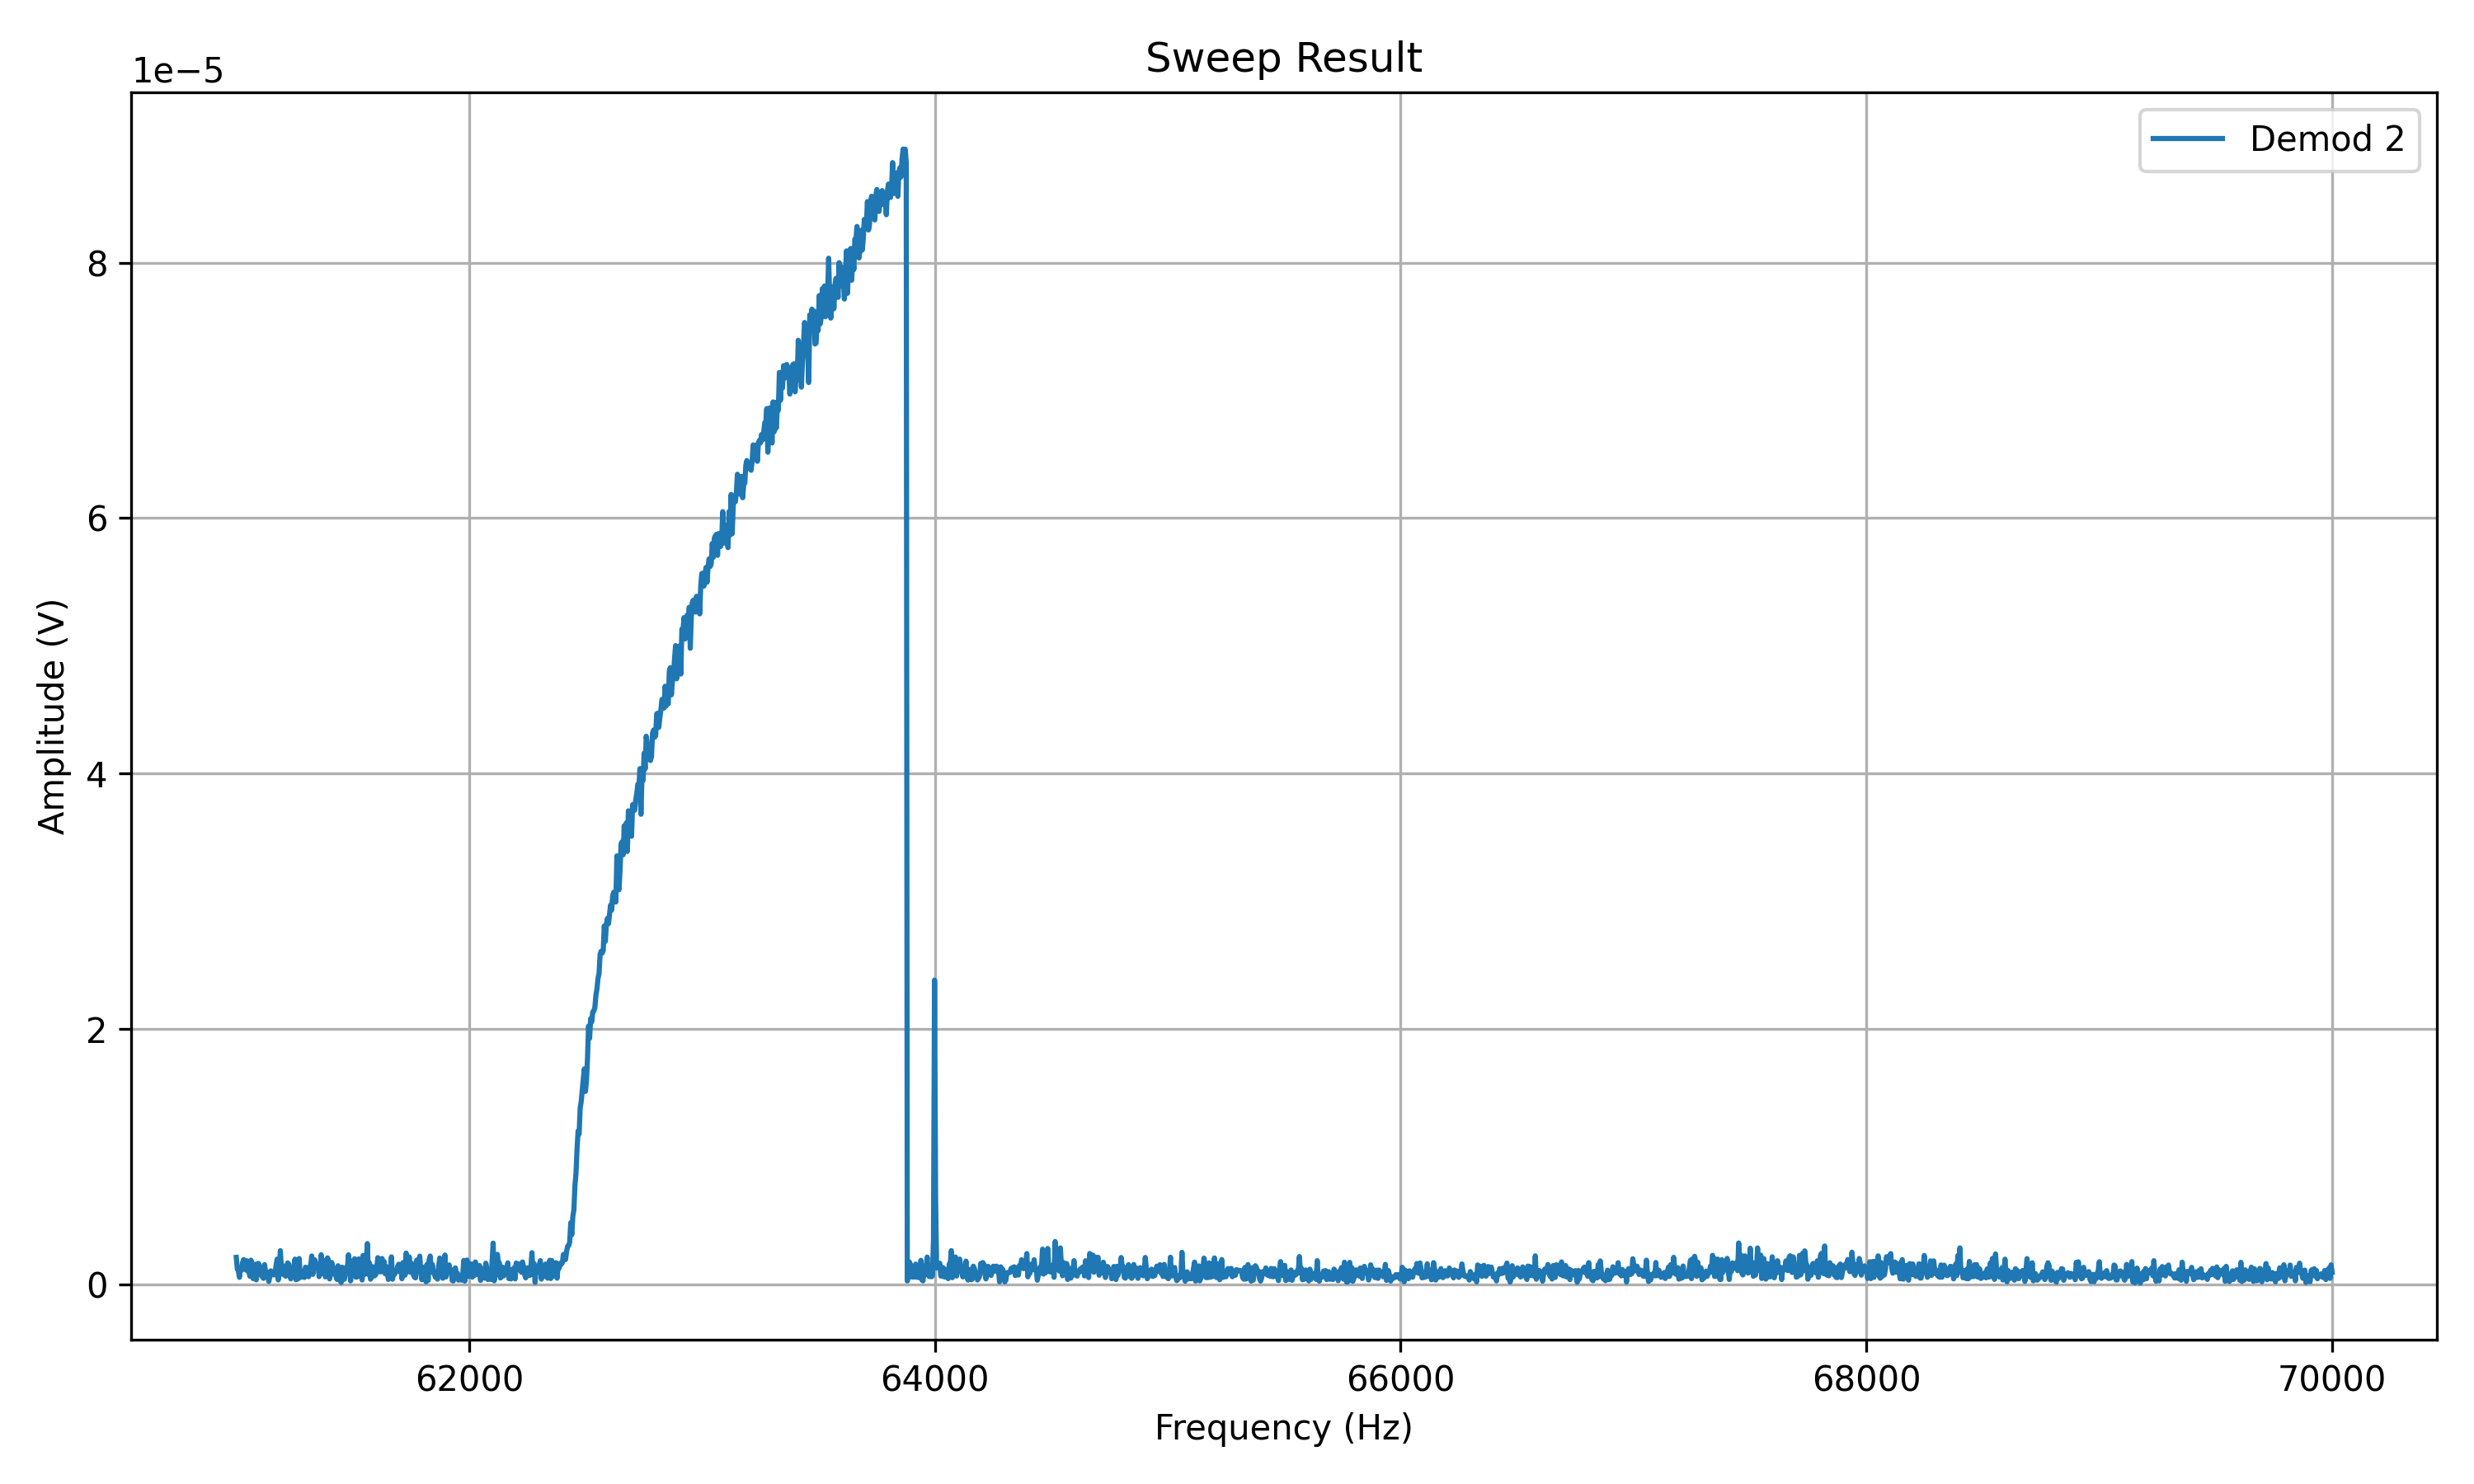 Sweep Result
1e−5
Demod 2
8
6
4
2
0
Amplitude (V)
62000 64000 66000 68000 70000
Frequency (Hz)